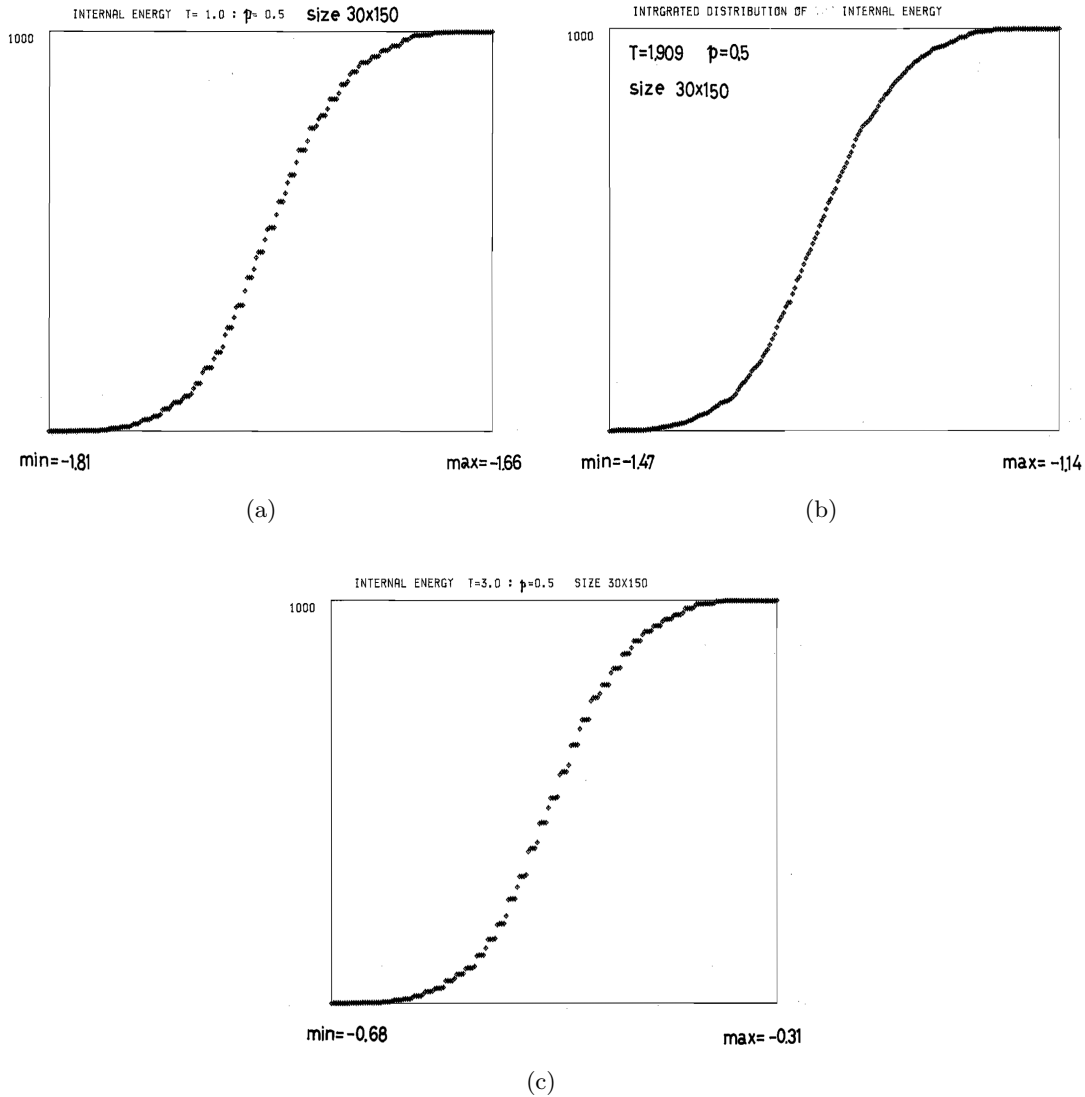 INTERNAL ENERGY T= 1.0 : p= 0.5 size 30x150
1000
min=-1.81 max=-1.66
(a)
INTRGRATED DISTRIBUTION OF INTERNAL ENERGY
1000
T=1,909 p=0.5
size 30x150
min=-1.47 max=-1.14
(b)
INTERNAL ENERGY T=3.0 : p=0.5 SIZE 30X150
1000
min=-0.68 max=-0.31
(c)